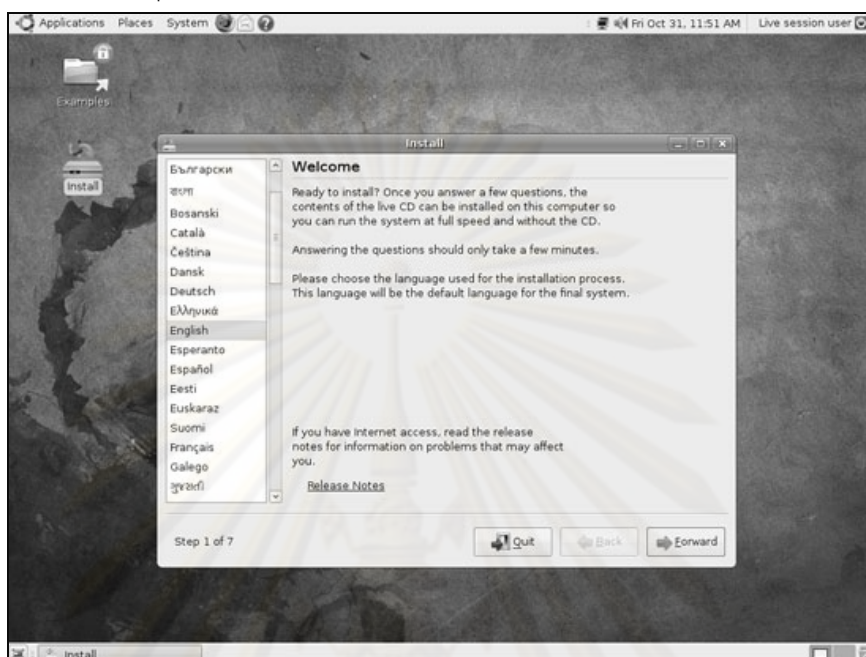 Applications Places System
Fri Oct 31, 11:51 AM Live session user
Examples
Install
Install
Български
বাংলা
Bosanski
Català
Čeština
Dansk
Deutsch
Ελληνικά
English
Esperanto
Español
Eesti
Euskaraz
Suomi
Français
Galego
ગુજરાતી
Welcome
Ready to install? Once you answer a few questions, the
contents of the live CD can be installed on this computer so
you can run the system at full speed and without the CD.
Answering the questions should only take a few minutes.
Please choose the language used for the installation process.
This language will be the default language for the final system.
If you have Internet access, read the release
notes for information on problems that may affect
you.
Release Notes
Step 1 of 7
Quit
Back
Forward
Install